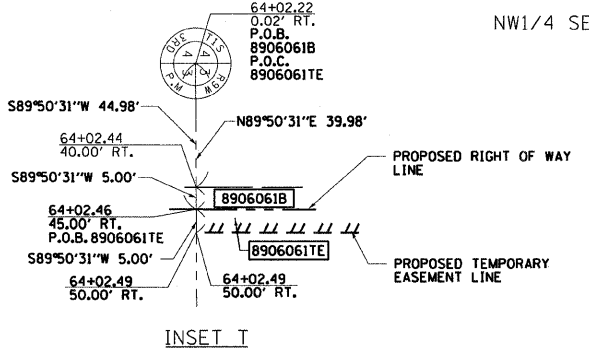 64+02.22
0.02' RT.
P.O.B.
8906061B
P.O.C.
8906061TE
NW1/4 SE
T1S
R9W
3RD
P.M
S89°50'31"W 44.98'
N89°50'31"E 39.98'
64+02.44
40.00' RT.
PROPOSED RIGHT OF WAY
LINE
S89°50'31"W 5.00'
8906061B
64+02.46
45.00' RT.
P.O.B. 8906061TE
8906061TE
S89°50'31"W 5.00'
PROPOSED TEMPORARY
EASEMENT LINE
64+02.49
50.00' RT.
64+02.49
50.00' RT.
INSET T